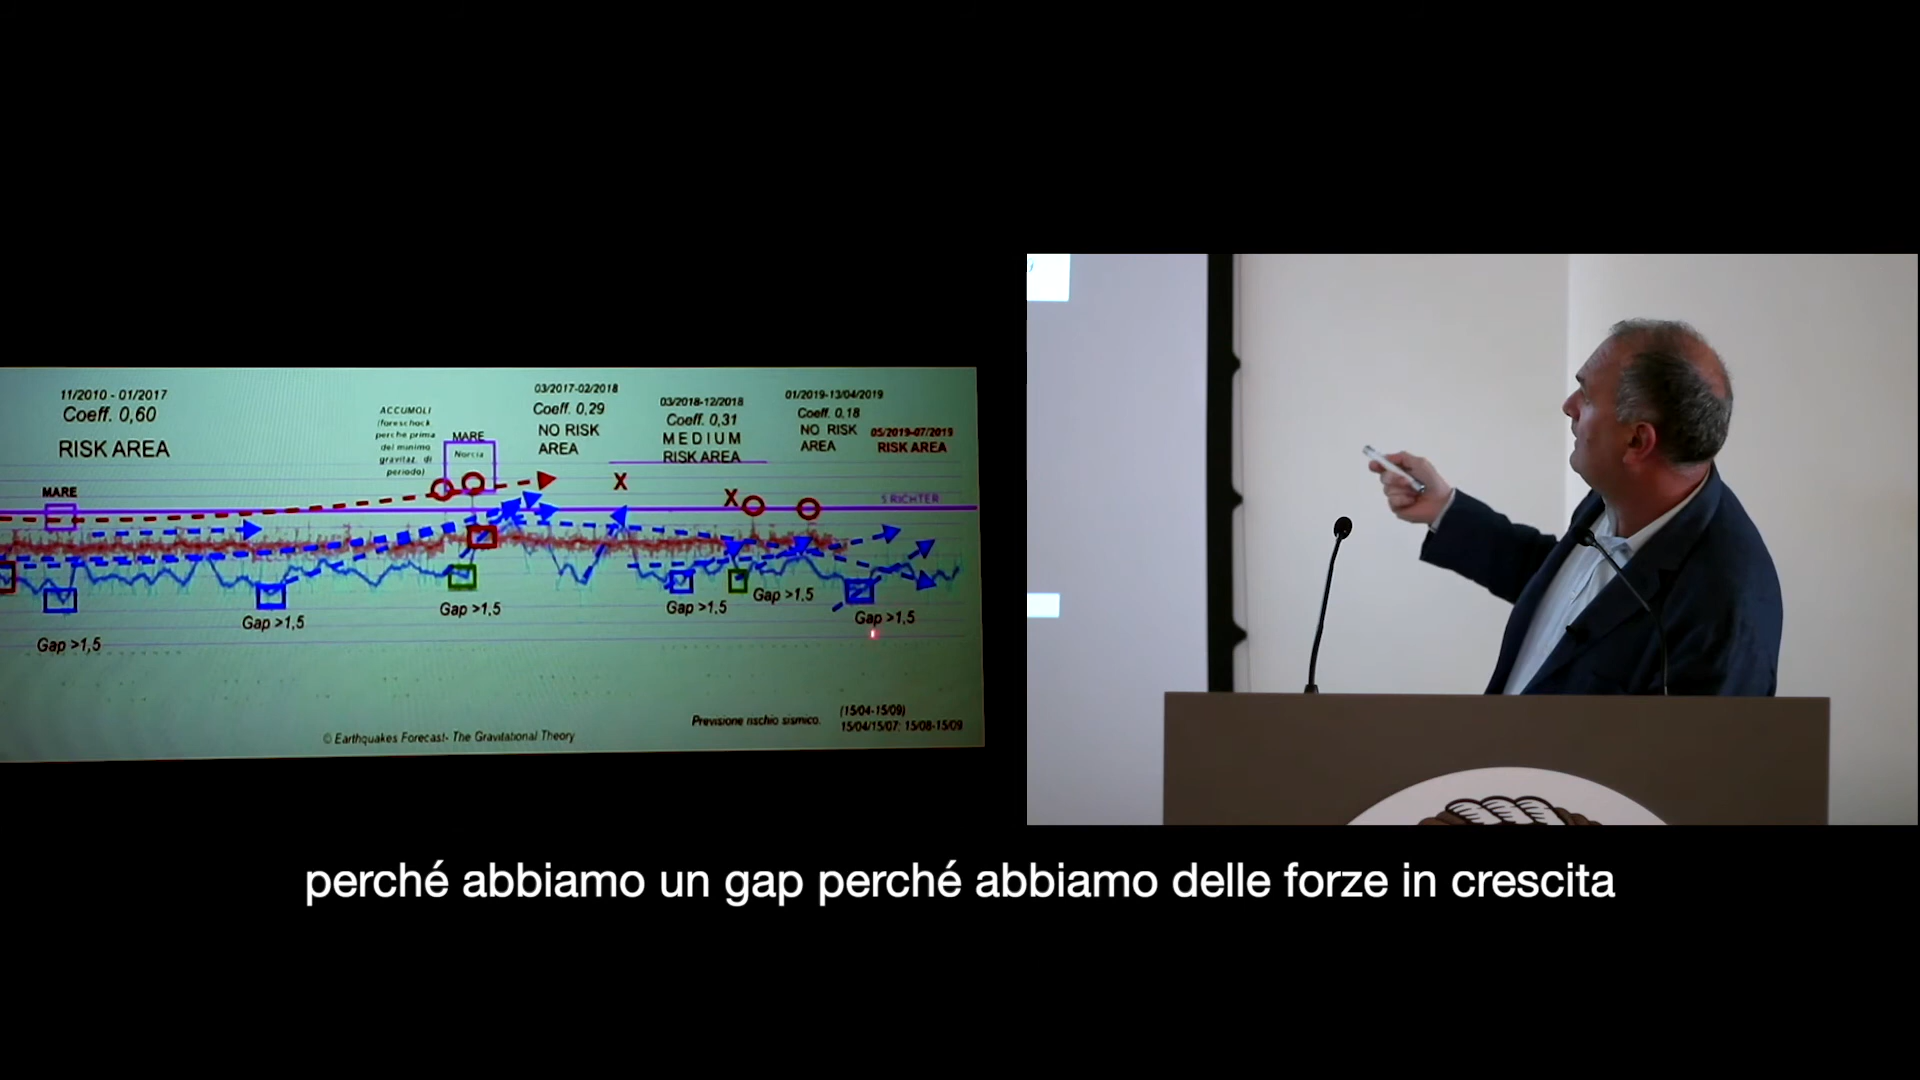 11/2010 - 01/2017
Coeff. 0,60
RISK AREA
ACCUMOLI
(foreschock
perchè prima
del minimo
gravitaz. di
periodo)
MARE
Norcia
03/2017-02/2018
Coeff. 0,29
NO RISK
AREA
03/2018-12/2018
Coeff. 0,31
MEDIUM
RISK AREA
01/2019-13/04/2019
Coeff. 0.18
NO RISK
AREA
05/2019-07/2019
RISK AREA
MARE
X
X
5 RICHTER
Gap >1,5
Gap >1,5
Gap >1,5
Gap >1,5
Gap >1,5
Gap >1,5
Previsione rischio sismico.
(15/04-15/09)
15/04/15/07; 15/08-15/09
© Earthquakes Forecast- The Gravitational Theory
perché abbiamo un gap perché abbiamo delle forze in crescita